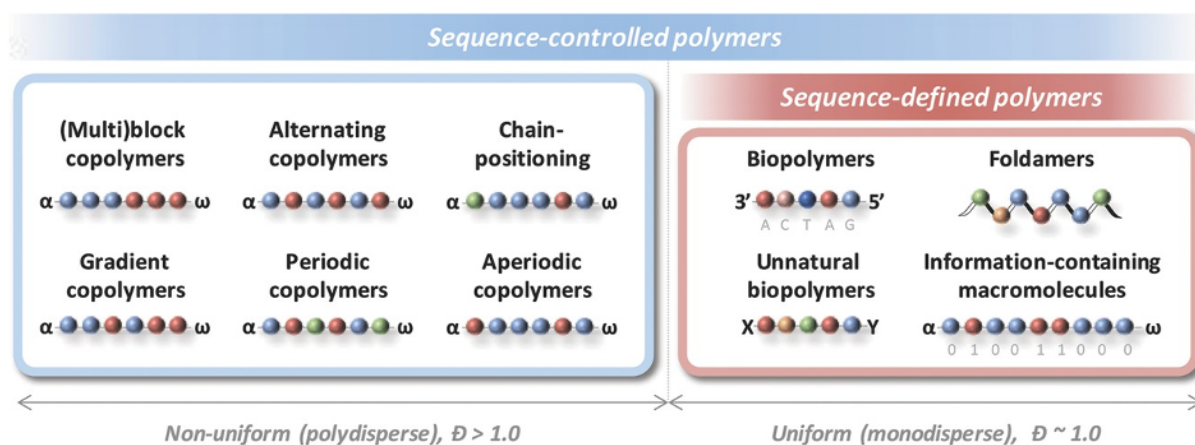 Sequence-controlled polymers
Sequence-defined polymers
(Multi)block
copolymers
α ω
Alternating
copolymers
α ω
Chain-
positioning
α ω
Gradient
copolymers
α ω
Periodic
copolymers
α ω
Aperiodic
copolymers
α ω
Biopolymers
3’ 5’
A C T A G
Foldamers
Unnatural
biopolymers
X Y
Information-containing
macromolecules
α ω
0 1 0 0 1 1 0 0 0
Non-uniform (polydisperse), Đ > 1.0
Uniform (monodisperse), Đ ~ 1.0